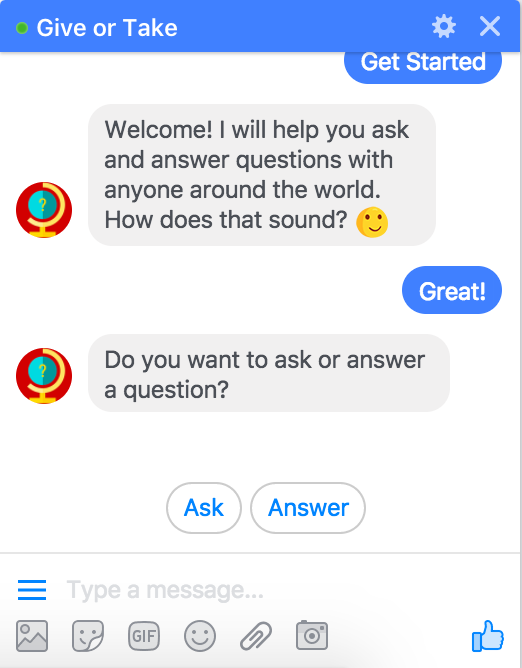 Give or Take
Get Started
Welcome! I will help you ask
and answer questions with
anyone around the world.
How does that sound?
Great!
Do you want to ask or answer
a question?
Ask
Answer
Type a message...
GIF